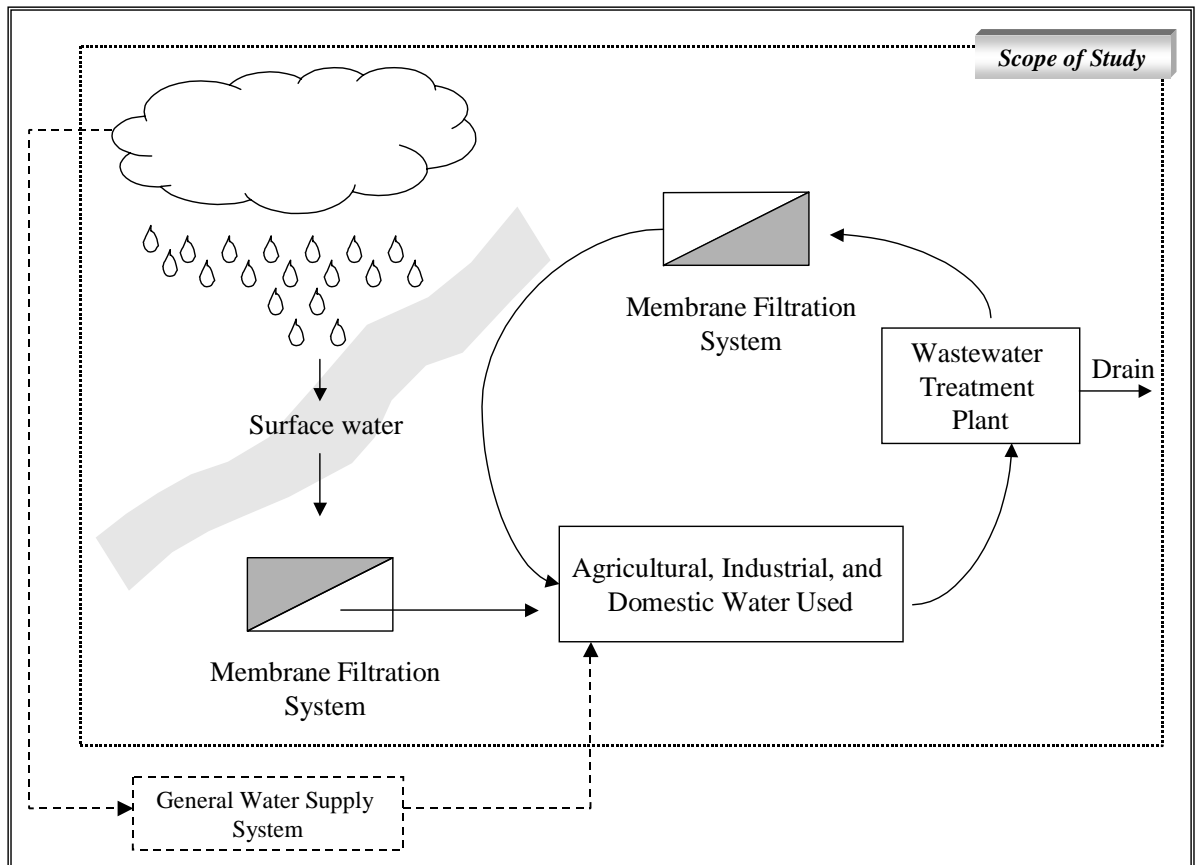 Scope of Study
Membrane Filtration
System
Wastewater
Treatment
Plant
Drain
Surface water
Agricultural, Industrial, and
Domestic Water Used
Membrane Filtration
System
General Water Supply
System